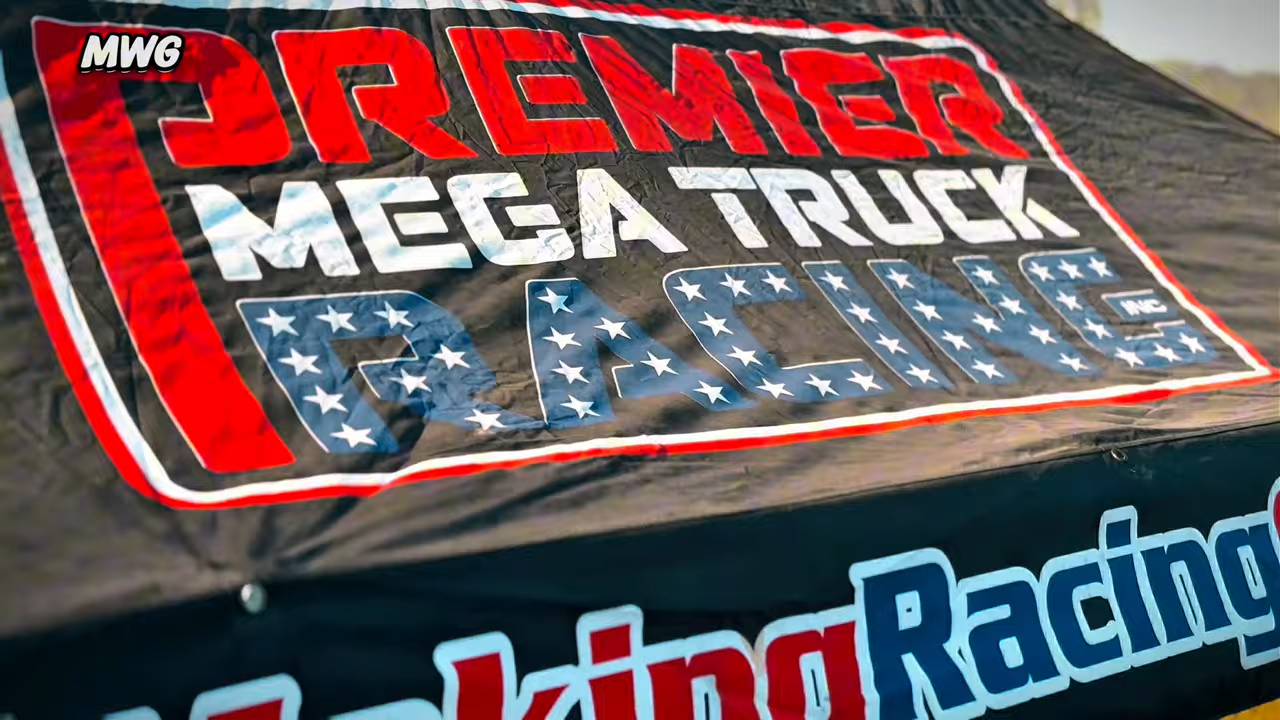 MWG
PREMIER
MEGA TRUCK
RACING
INC
Racing